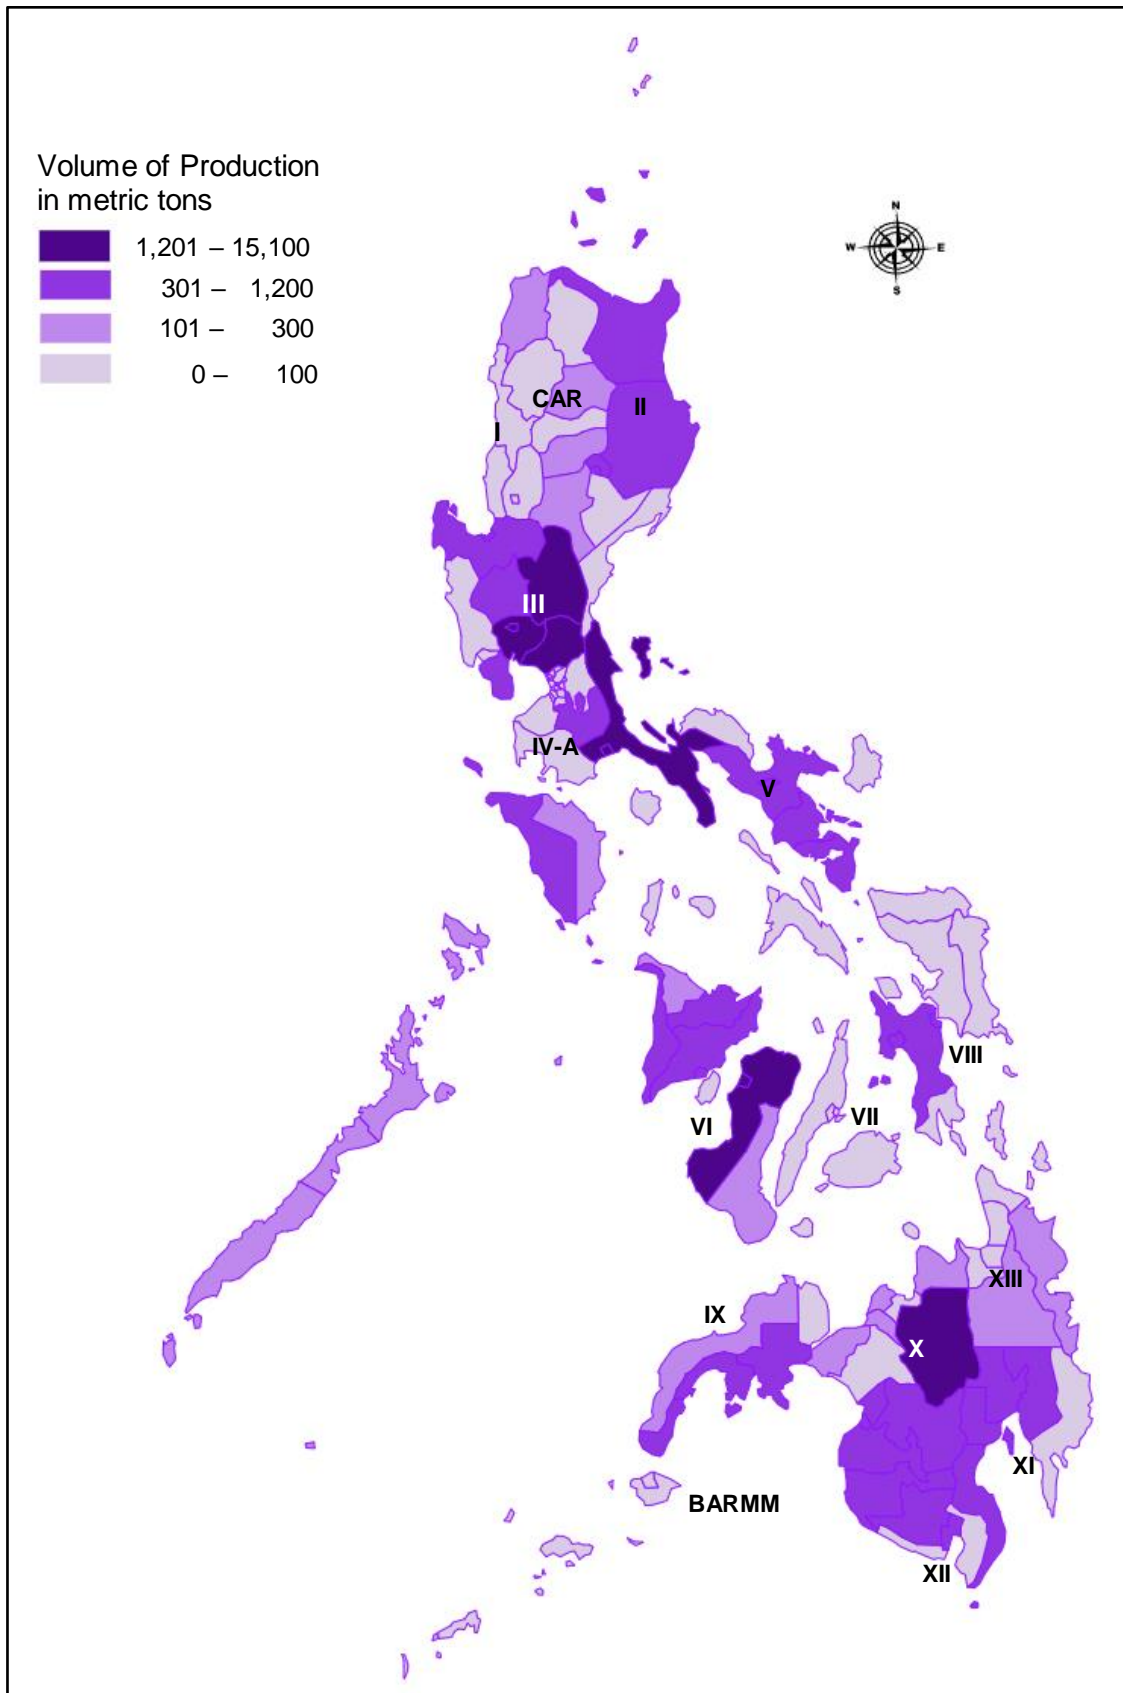 Volume of Production
in metric tons
1,201 – 15,100
301 – 1,200
101 – 300
0 – 100
N
W E
S
CAR
II
I
III
IV-A
V
VIII
VI
VII
XIII
IX
X
XI
BARMM
XII